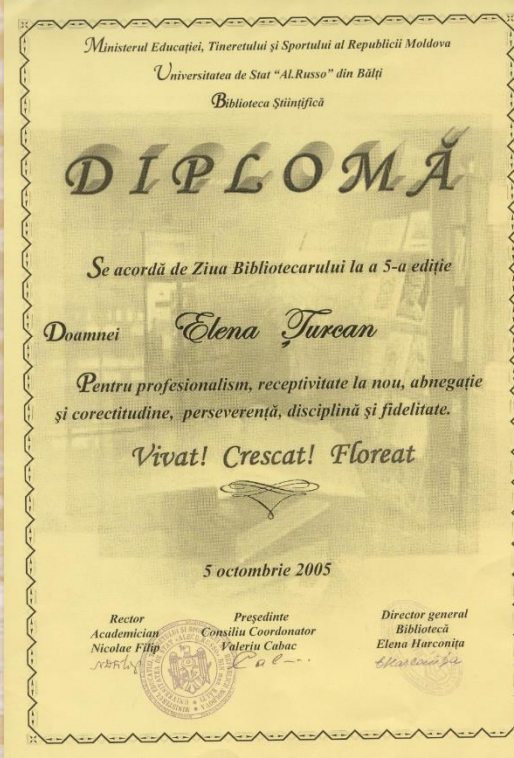 Ministerul Educației, Tineretului și Sportului al Republicii Moldova
Universitatea de Stat “Al.Russo” din Bălți
Biblioteca Științifică
DIPLOMĂ
Se acordă de Ziua Bibliotecarului la a 5-a ediție
Doamnei Elena Țurcan
Pentru profesionalism, receptivitate la nou, abnegație
și corectitudine, perseverență, disciplină și fidelitate.
Vivat! Crescat! Floreat
5 octombrie 2005
Rector
Academician
Nicolae Filip
Președinte
Consiliu Coordonator
Valeriu Cabac
Director general
Bibliotecă
Elena Harconița